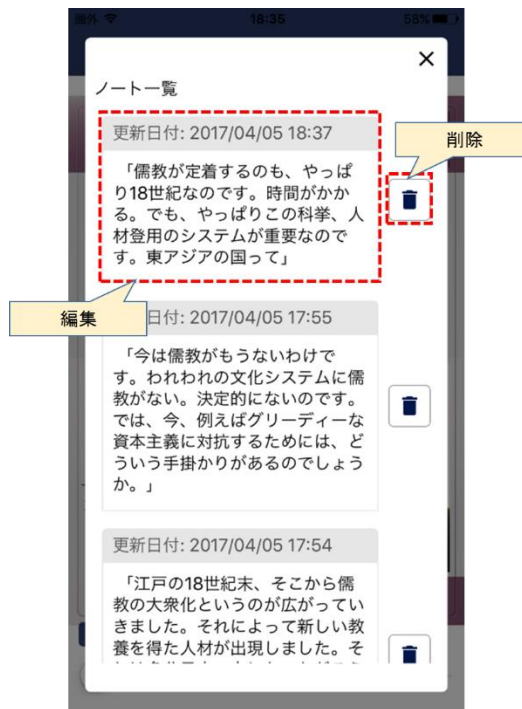 圏外 18:35 58%
ノート一覧
更新日付: 2017/04/05 18:37
削除
「儒教が定着するのも、やっぱ
り18世紀なのです。時間がかか
る。でも、やっぱりこの科挙、人
材登用のシステムが重要なので
す。東アジアの国って」
編集
日付: 2017/04/05 17:55
「今は儒教がもうないわけで
す。われわれの文化システムに儒
教がない。決定的にないのです。
では、今、例えばグリーディーな
資本主義に対抗するためには、ど
ういう手掛かりがあるのでしょう
か。」
更新日付: 2017/04/05 17:54
「江戸の18世紀末、そこから儒
教の大衆化というのが広がってい
きました。それによって新しい教
養を得た人材が出現しました。そ